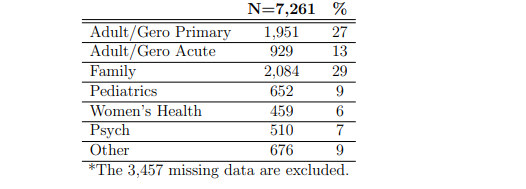 N=7,261 %
Adult/Gero Primary 1,951 27
Adult/Gero Acute 929 13
Family 2,084 29
Pediatrics 652 9
Women's Health 459 6
Psych 510 7
Other 676 9
*The 3,457 missing data are excluded.